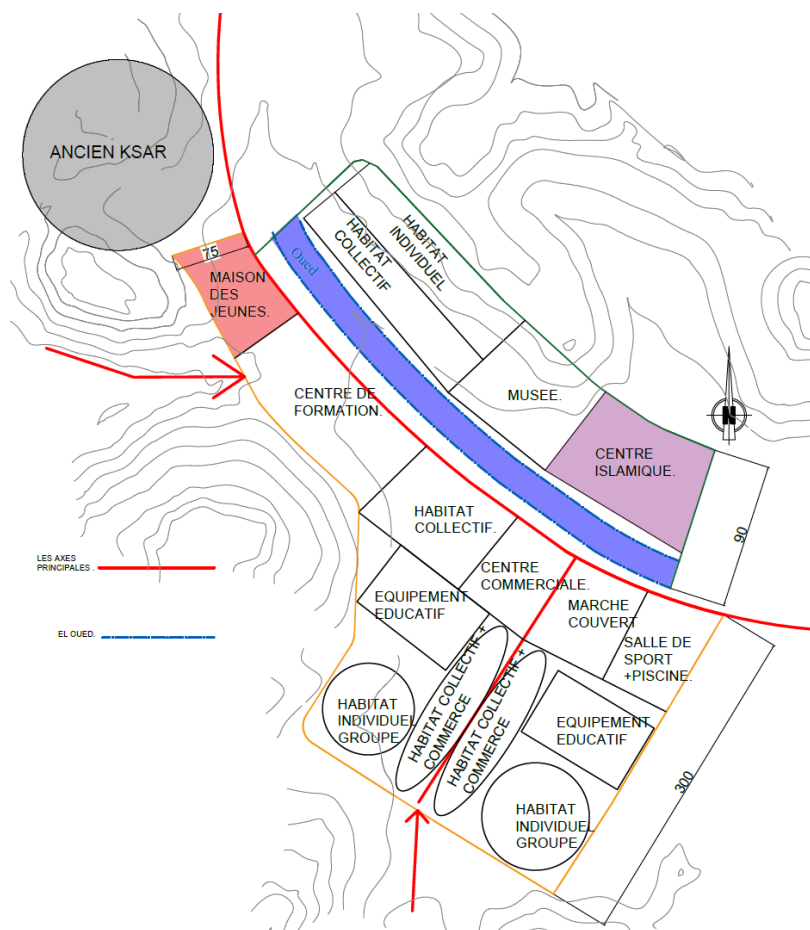 ANCIEN KSAR
75
MAISON
DES
JEUNES.
Oued
HABITAT
COLLECTIF
HABITAT
INDIVIDUEL
CENTRE DE
FORMATION.
MUSEE.
N
CENTRE
ISLAMIQUE.
90
HABITAT
COLLECTIF.
CENTRE
COMMERCIALE.
LES AXES
PRINCIPALES .
EQUIPEMENT
EDUCATIF
MARCHE
COUVERT
EL OUED.
SALLE DE
SPORT
+PISCINE.
HABITAT
INDIVIDUEL
GROUPE.
HABITAT COLLECTIF +
COMMERCE
HABITAT COLLECTIF +
COMMERCE
EQUIPEMENT
EDUCATIF
300
HABITAT
INDIVIDUEL
GROUPE.